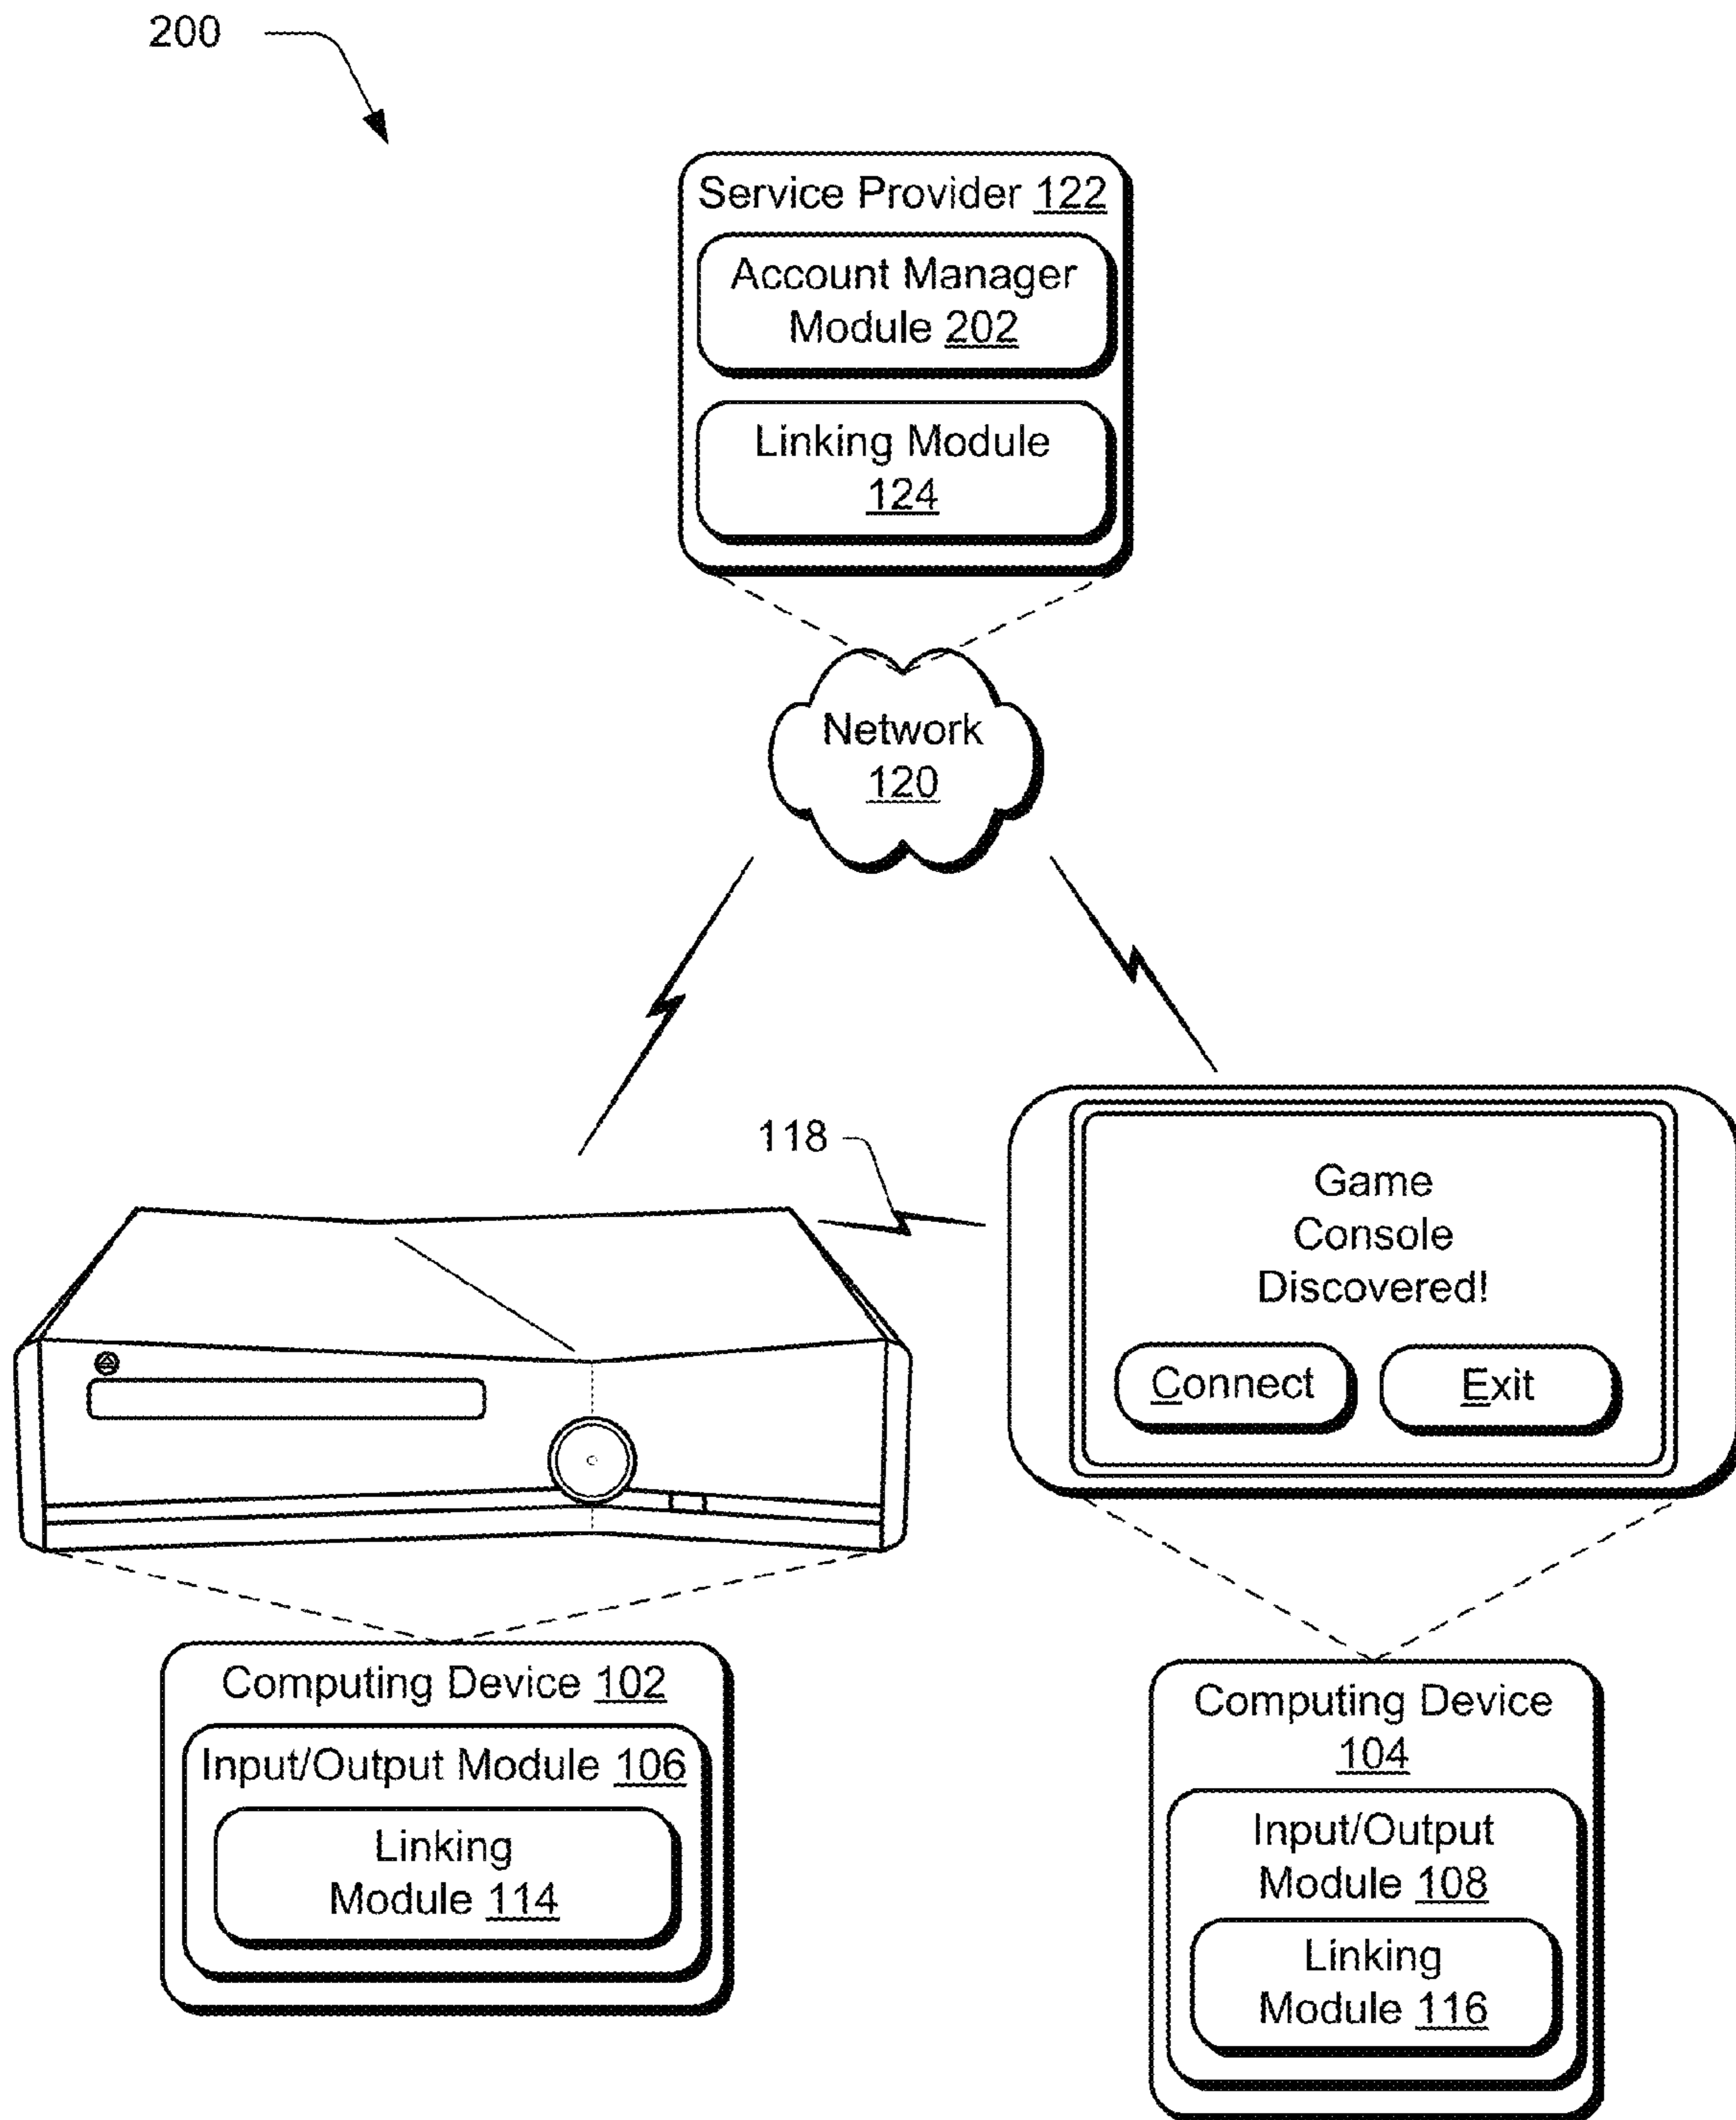 200
Service Provider 122
Account Manager
Module 202
Linking Module
124
Network
120
118
Game
Console
Discovered!
Connect
Exit
Computing Device 102
Input/Output Module 106
Linking
Module 114
Computing Device
104
Input/Output
Module 108
Linking
Module 116